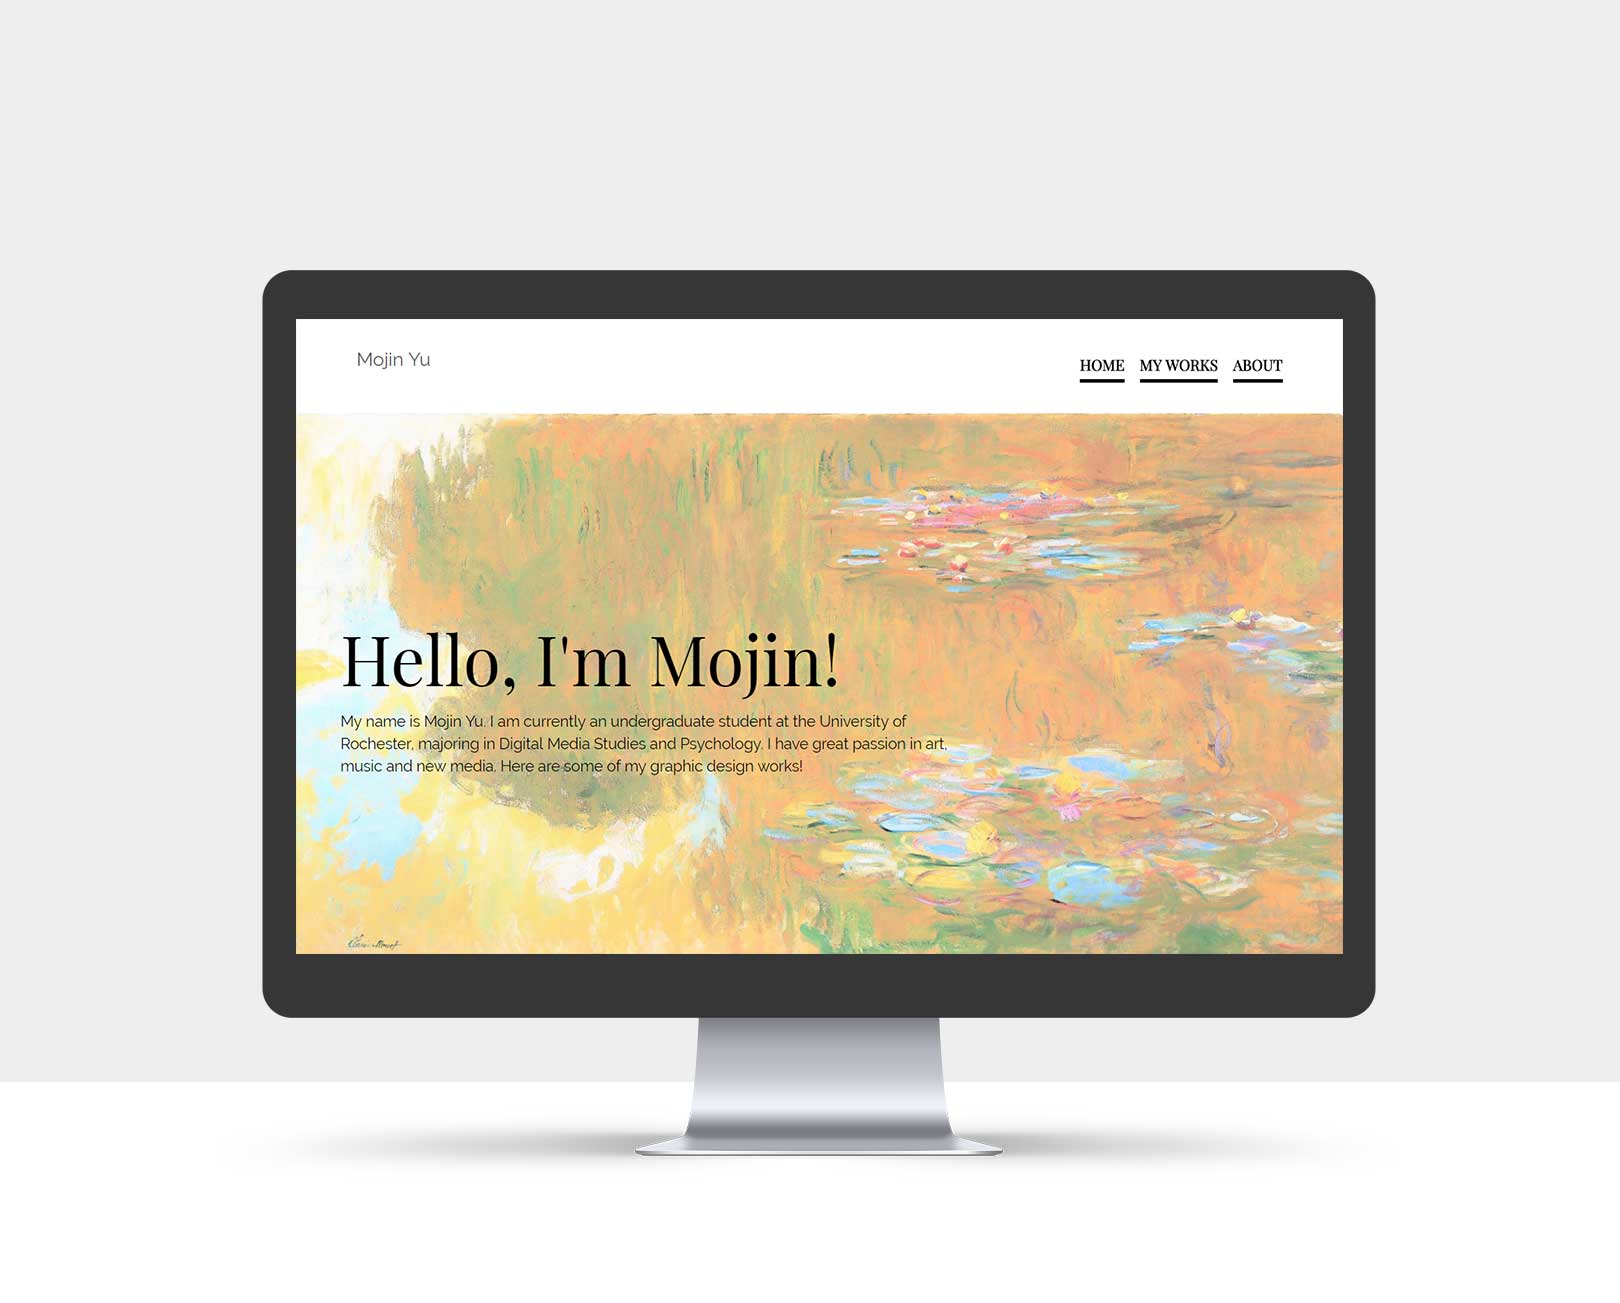 Mojin Yu
HOME MY WORKS ABOUT
Hello, I'm Mojin!
My name is Mojin Yu. I am currently an undergraduate student at the University of
Rochester, majoring in Digital Media Studies and Psychology. I have great passion in art,
music and new media. Here are some of my graphic design works!
Claude Monet